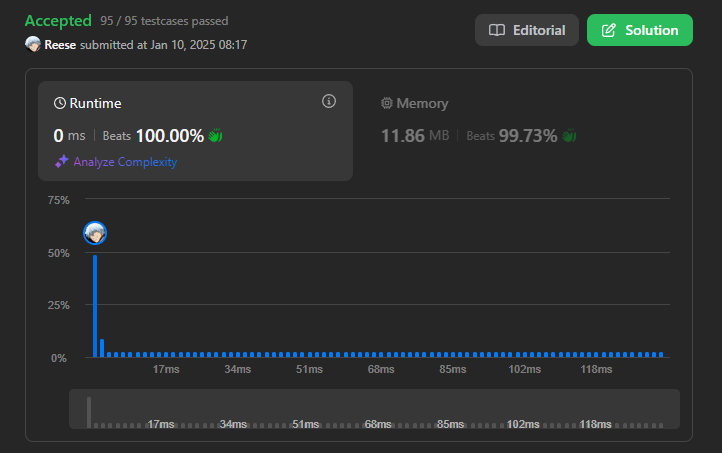 Accepted 95 / 95 testcases passed
Reese submitted at Jan 10, 2025 08:17
Editorial
Solution
Runtime
0 ms | Beats 100.00%
Analyze Complexity
Memory
11.86 MB | Beats 99.73%
75%
50%
25%
0%
17ms 34ms 51ms 68ms 85ms 102ms 118ms
17ms 34ms 51ms 68ms 85ms 102ms 118ms